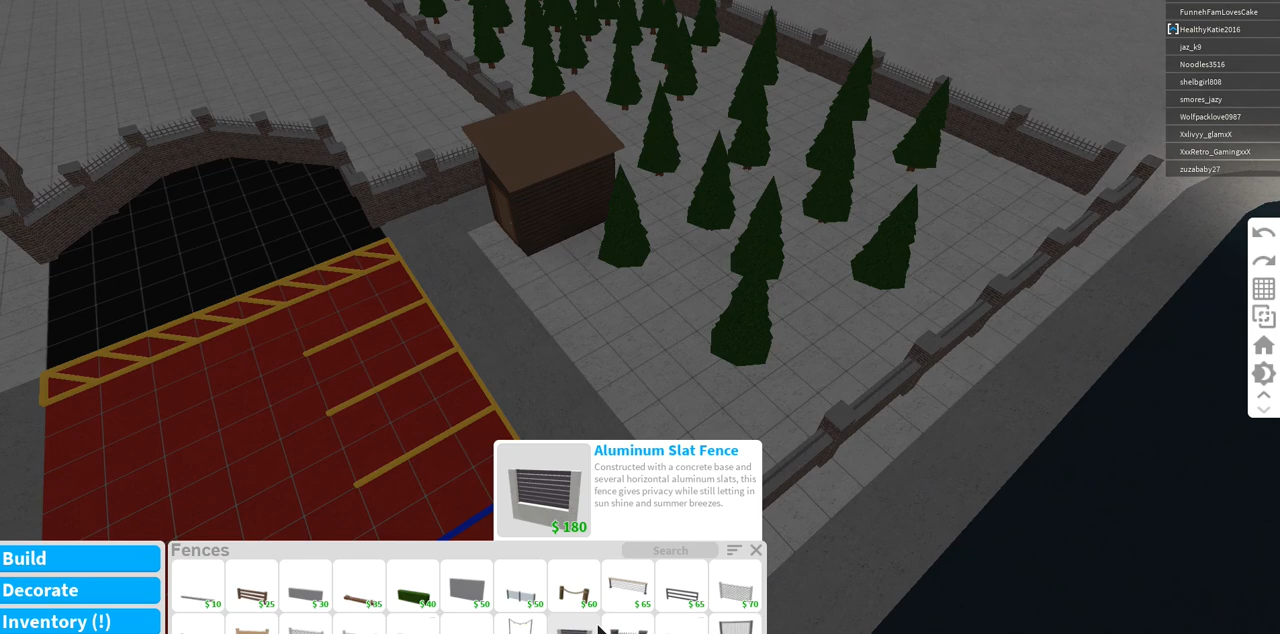 FunnehFamLovesCake
HealthyKatie2016
jaz_k9
Noodles3516
shelbgirl808
smores_jazy
Wolfpacklove0987
Xxlivyy_glamxX
XxxRetro_GamingxxX
zuzababy27
Aluminum Slat Fence
Constructed with a concrete base and
several horizontal aluminum slats, this
fence gives privacy while still letting in
sun shine and summer breezes.
$ 180
Build
Decorate
Inventory (!)
Fences
Search
$ 10
$ 25
$ 30
$ 35
$ 40
$ 50
$ 50
$ 60
$ 65
$ 65
$ 70